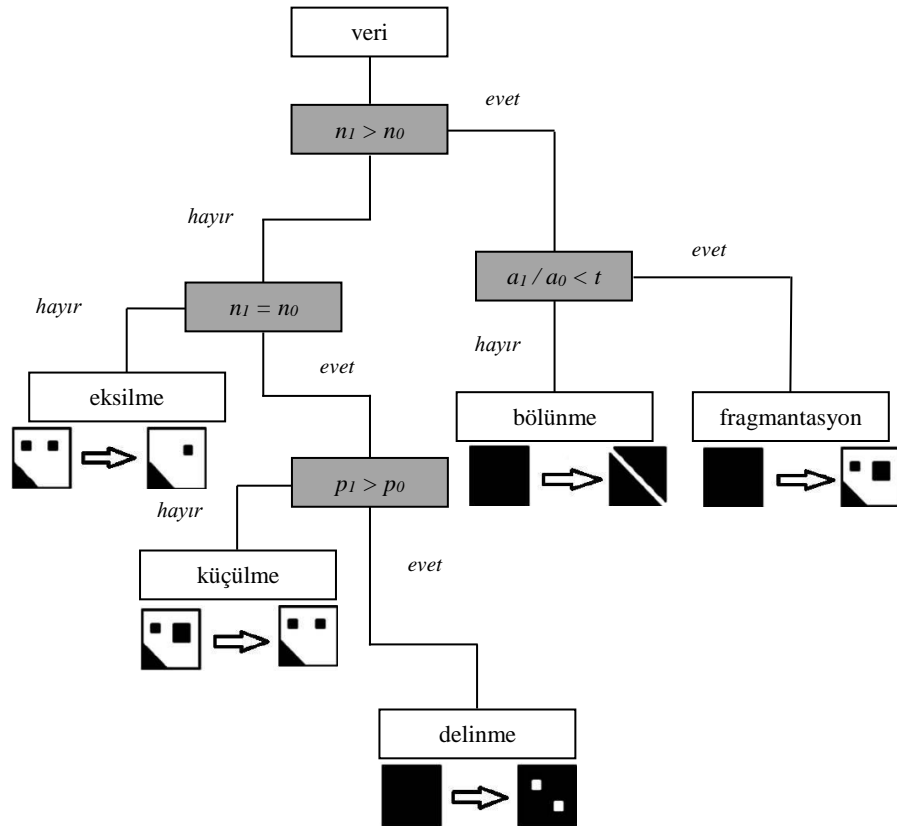 veri
evet
n₁ > n₀
hayır
evet
a₁ / a₀ < t
n₁ = n₀
hayır
hayır
evet
eksilme
bölünme
fragmantasyon
p₁ > p₀
hayır
evet
küçülme
delinme